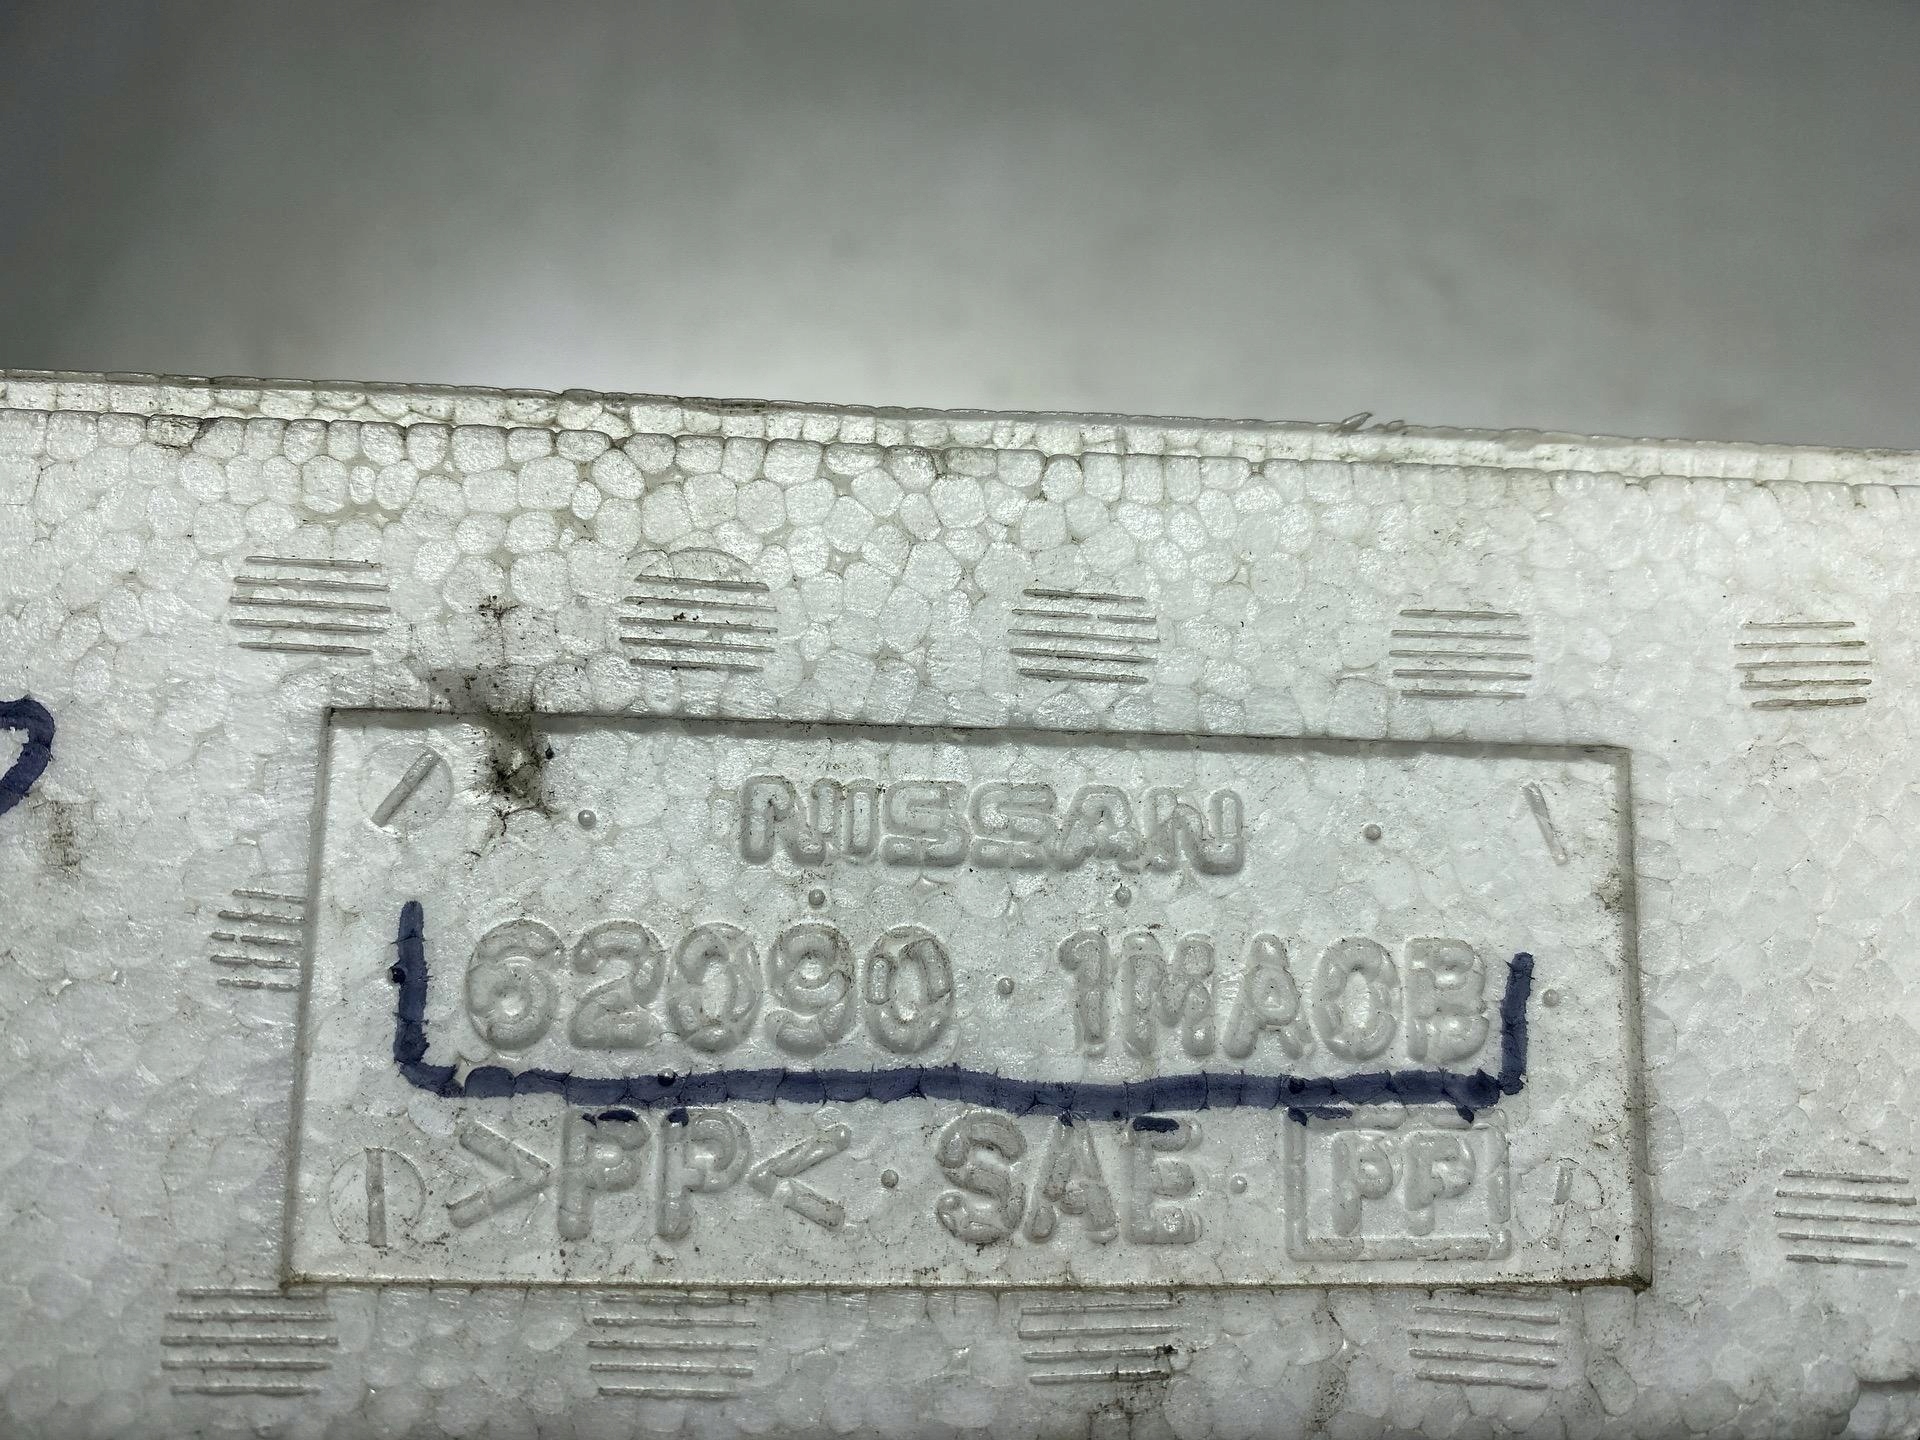 NISSAN
62090 · 1MA0B
>PP< · SAE · PP